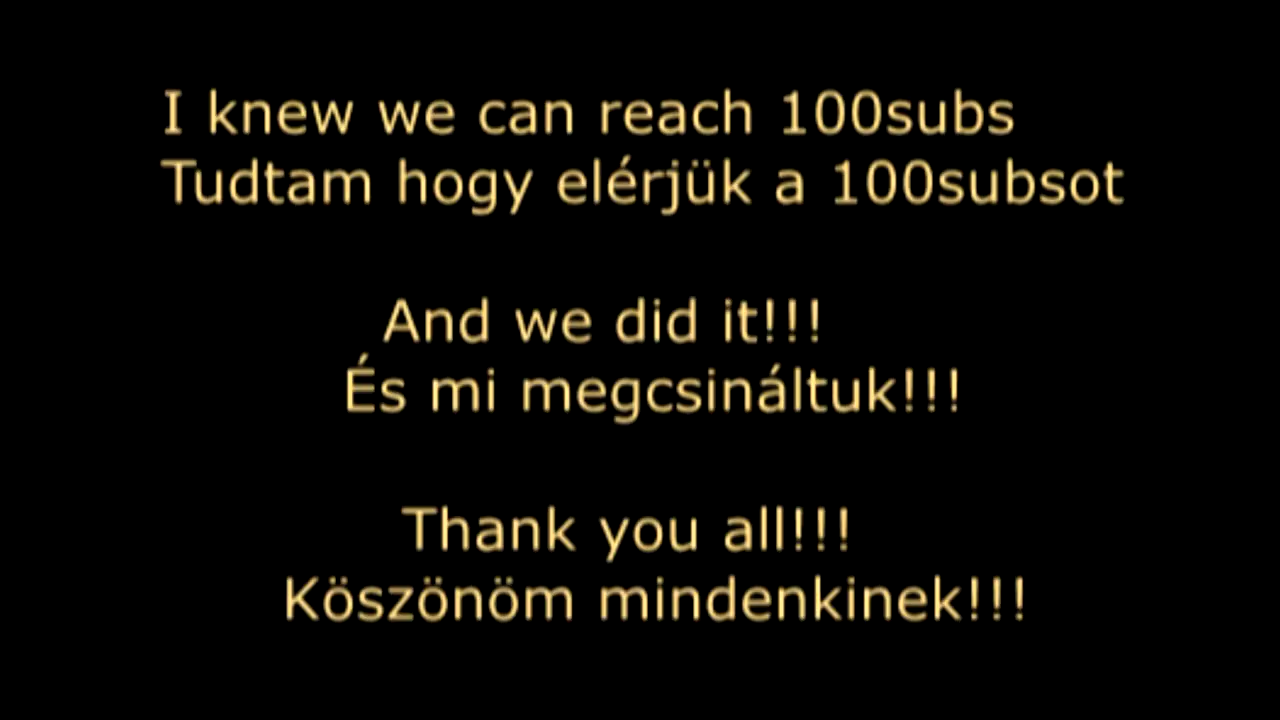 I knew we can reach 100subs
Tudtam hogy elérjük a 100subsot
And we did it!!!
És mi megcsináltuk!!!
Thank you all!!!
Köszönöm mindenkinek!!!